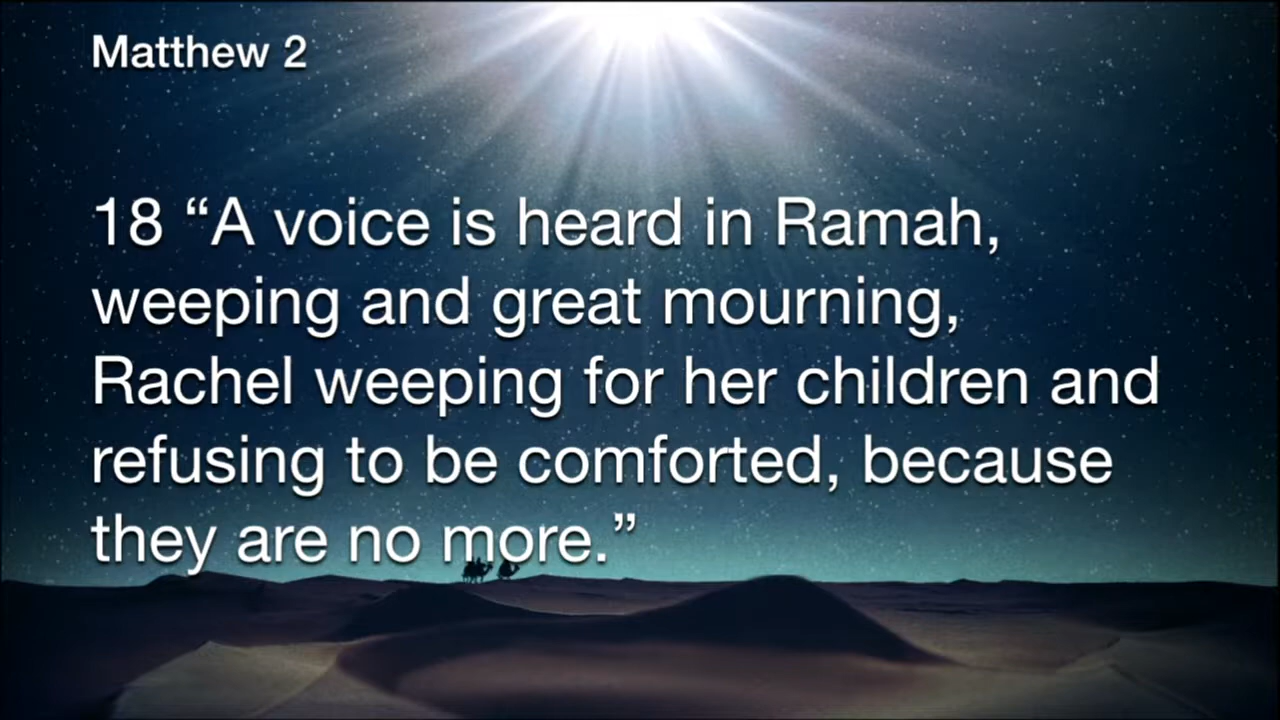 Matthew 2
18 “A voice is heard in Ramah,
weeping and great mourning,
Rachel weeping for her children and
refusing to be comforted, because
they are no more.”